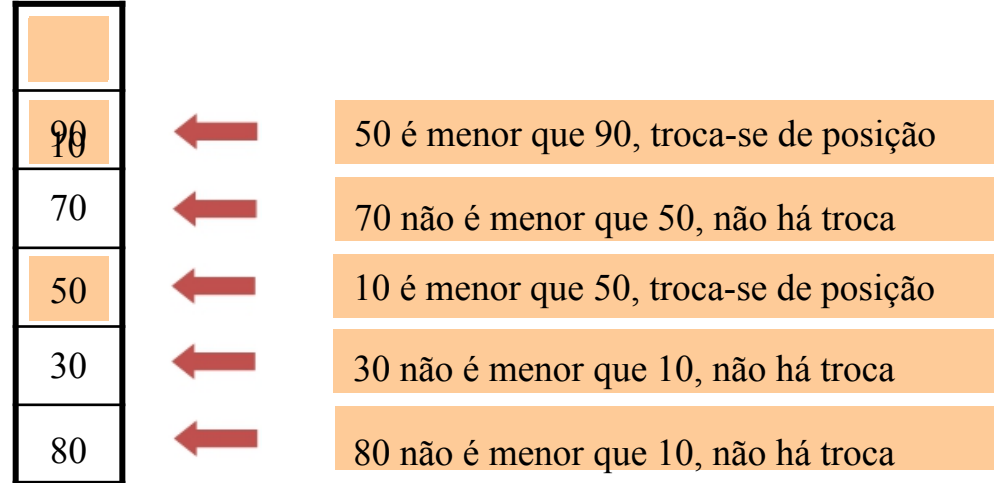 90
10
50 é menor que 90, troca-se de posição
70
70 não é menor que 50, não há troca
50
10 é menor que 50, troca-se de posição
30
30 não é menor que 10, não há troca
80
80 não é menor que 10, não há troca